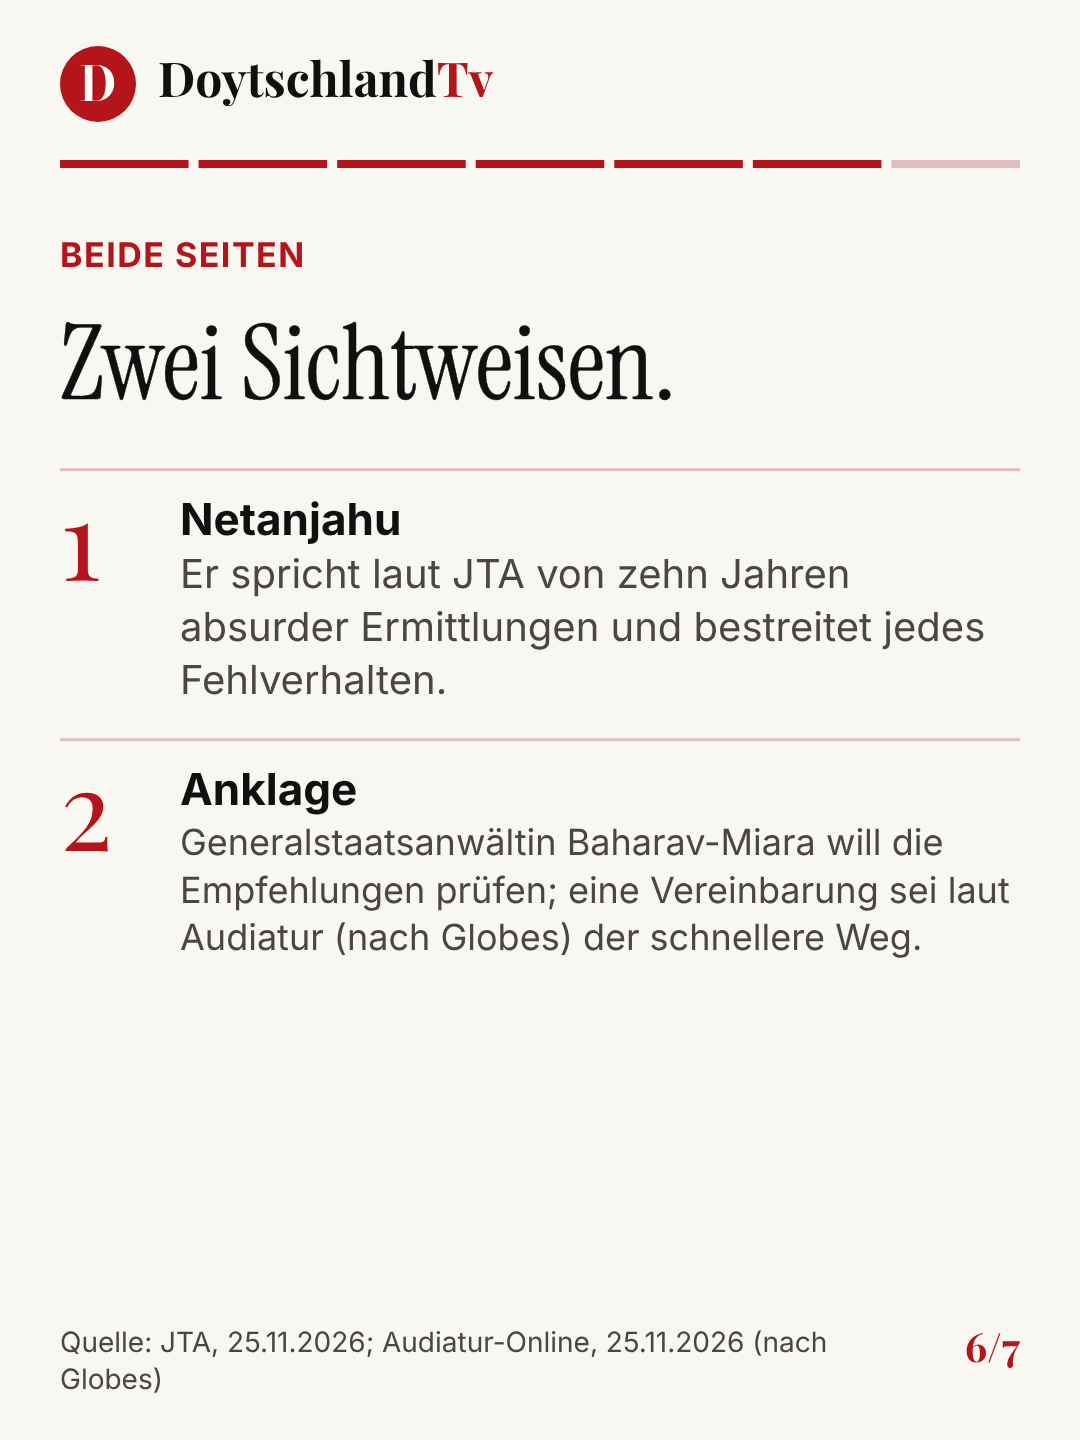 D DoytschlandTv
BEIDE SEITEN
Zwei Sichtweisen.
1 Netanjahu
Er spricht laut JTA von zehn Jahren
absurder Ermittlungen und bestreitet jedes
Fehlverhalten.
2 Anklage
Generalstaatsanwältin Baharav-Miara will die
Empfehlungen prüfen; eine Vereinbarung sei laut
Audiatur (nach Globes) der schnellere Weg.
Quelle: JTA, 25.11.2026; Audiatur-Online, 25.11.2026 (nach
Globes)
6/7